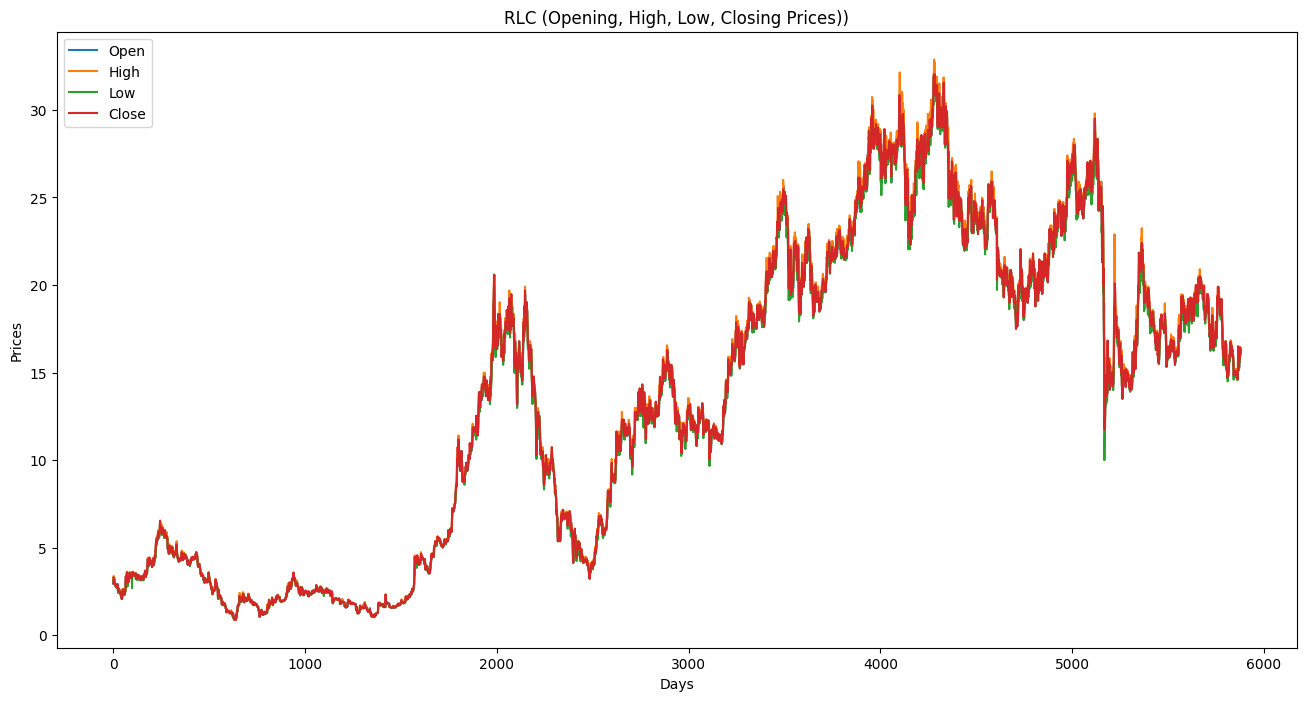 RLC (Opening, High, Low, Closing Prices))
Open
High
Low
Close
Prices
30
25
20
15
10
5
0
0 1000 2000 3000 4000 5000 6000
Days